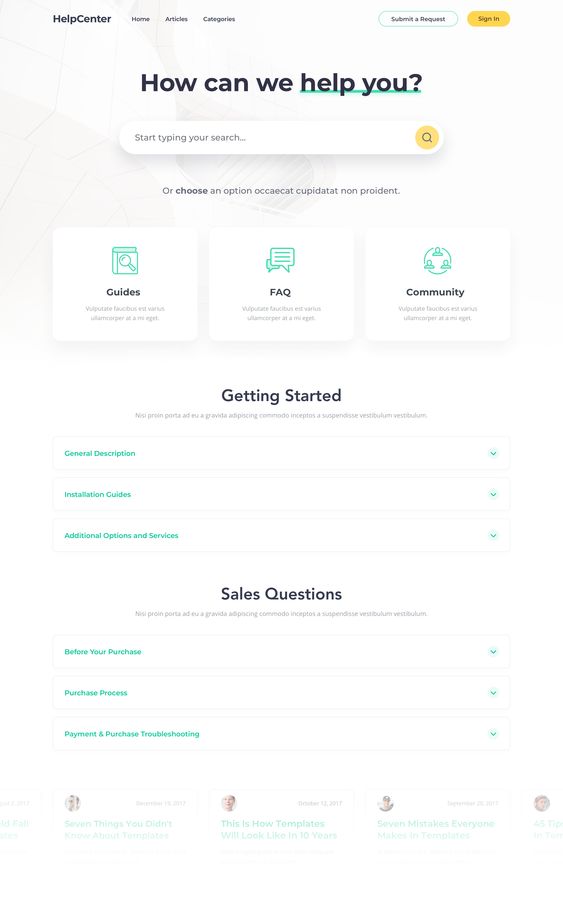 HelpCenter Home Articles Categories Submit a Request Sign In
How can we help you?
Start typing your search...
Or choose an option occaecat cupidatat non proident.
Guides
Vulputate faucibus est varius
ullamcorper at a mi eget.
FAQ
Vulputate faucibus est varius
ullamcorper at a mi eget.
Community
Vulputate faucibus est varius
ullamcorper at a mi eget.
Getting Started
Nisi proin porta ad eu a gravida adipiscing commodo inceptos a suspendisse vestibulum vestibulum.
General Description
Installation Guides
Additional Options and Services
Sales Questions
Nisi proin porta ad eu a gravida adipiscing commodo inceptos a suspendisse vestibulum vestibulum.
Before Your Purchase
Purchase Process
Payment & Purchase Troubleshooting
2, 2017
Fall
December 19, 2017
Seven Things You Didn't
Know About Templates
October 12, 2017
This Is How Templates
Will Look Like In 10 Years
September 29, 2017
Seven Mistakes Everyone
Makes In Templates
45 Tip